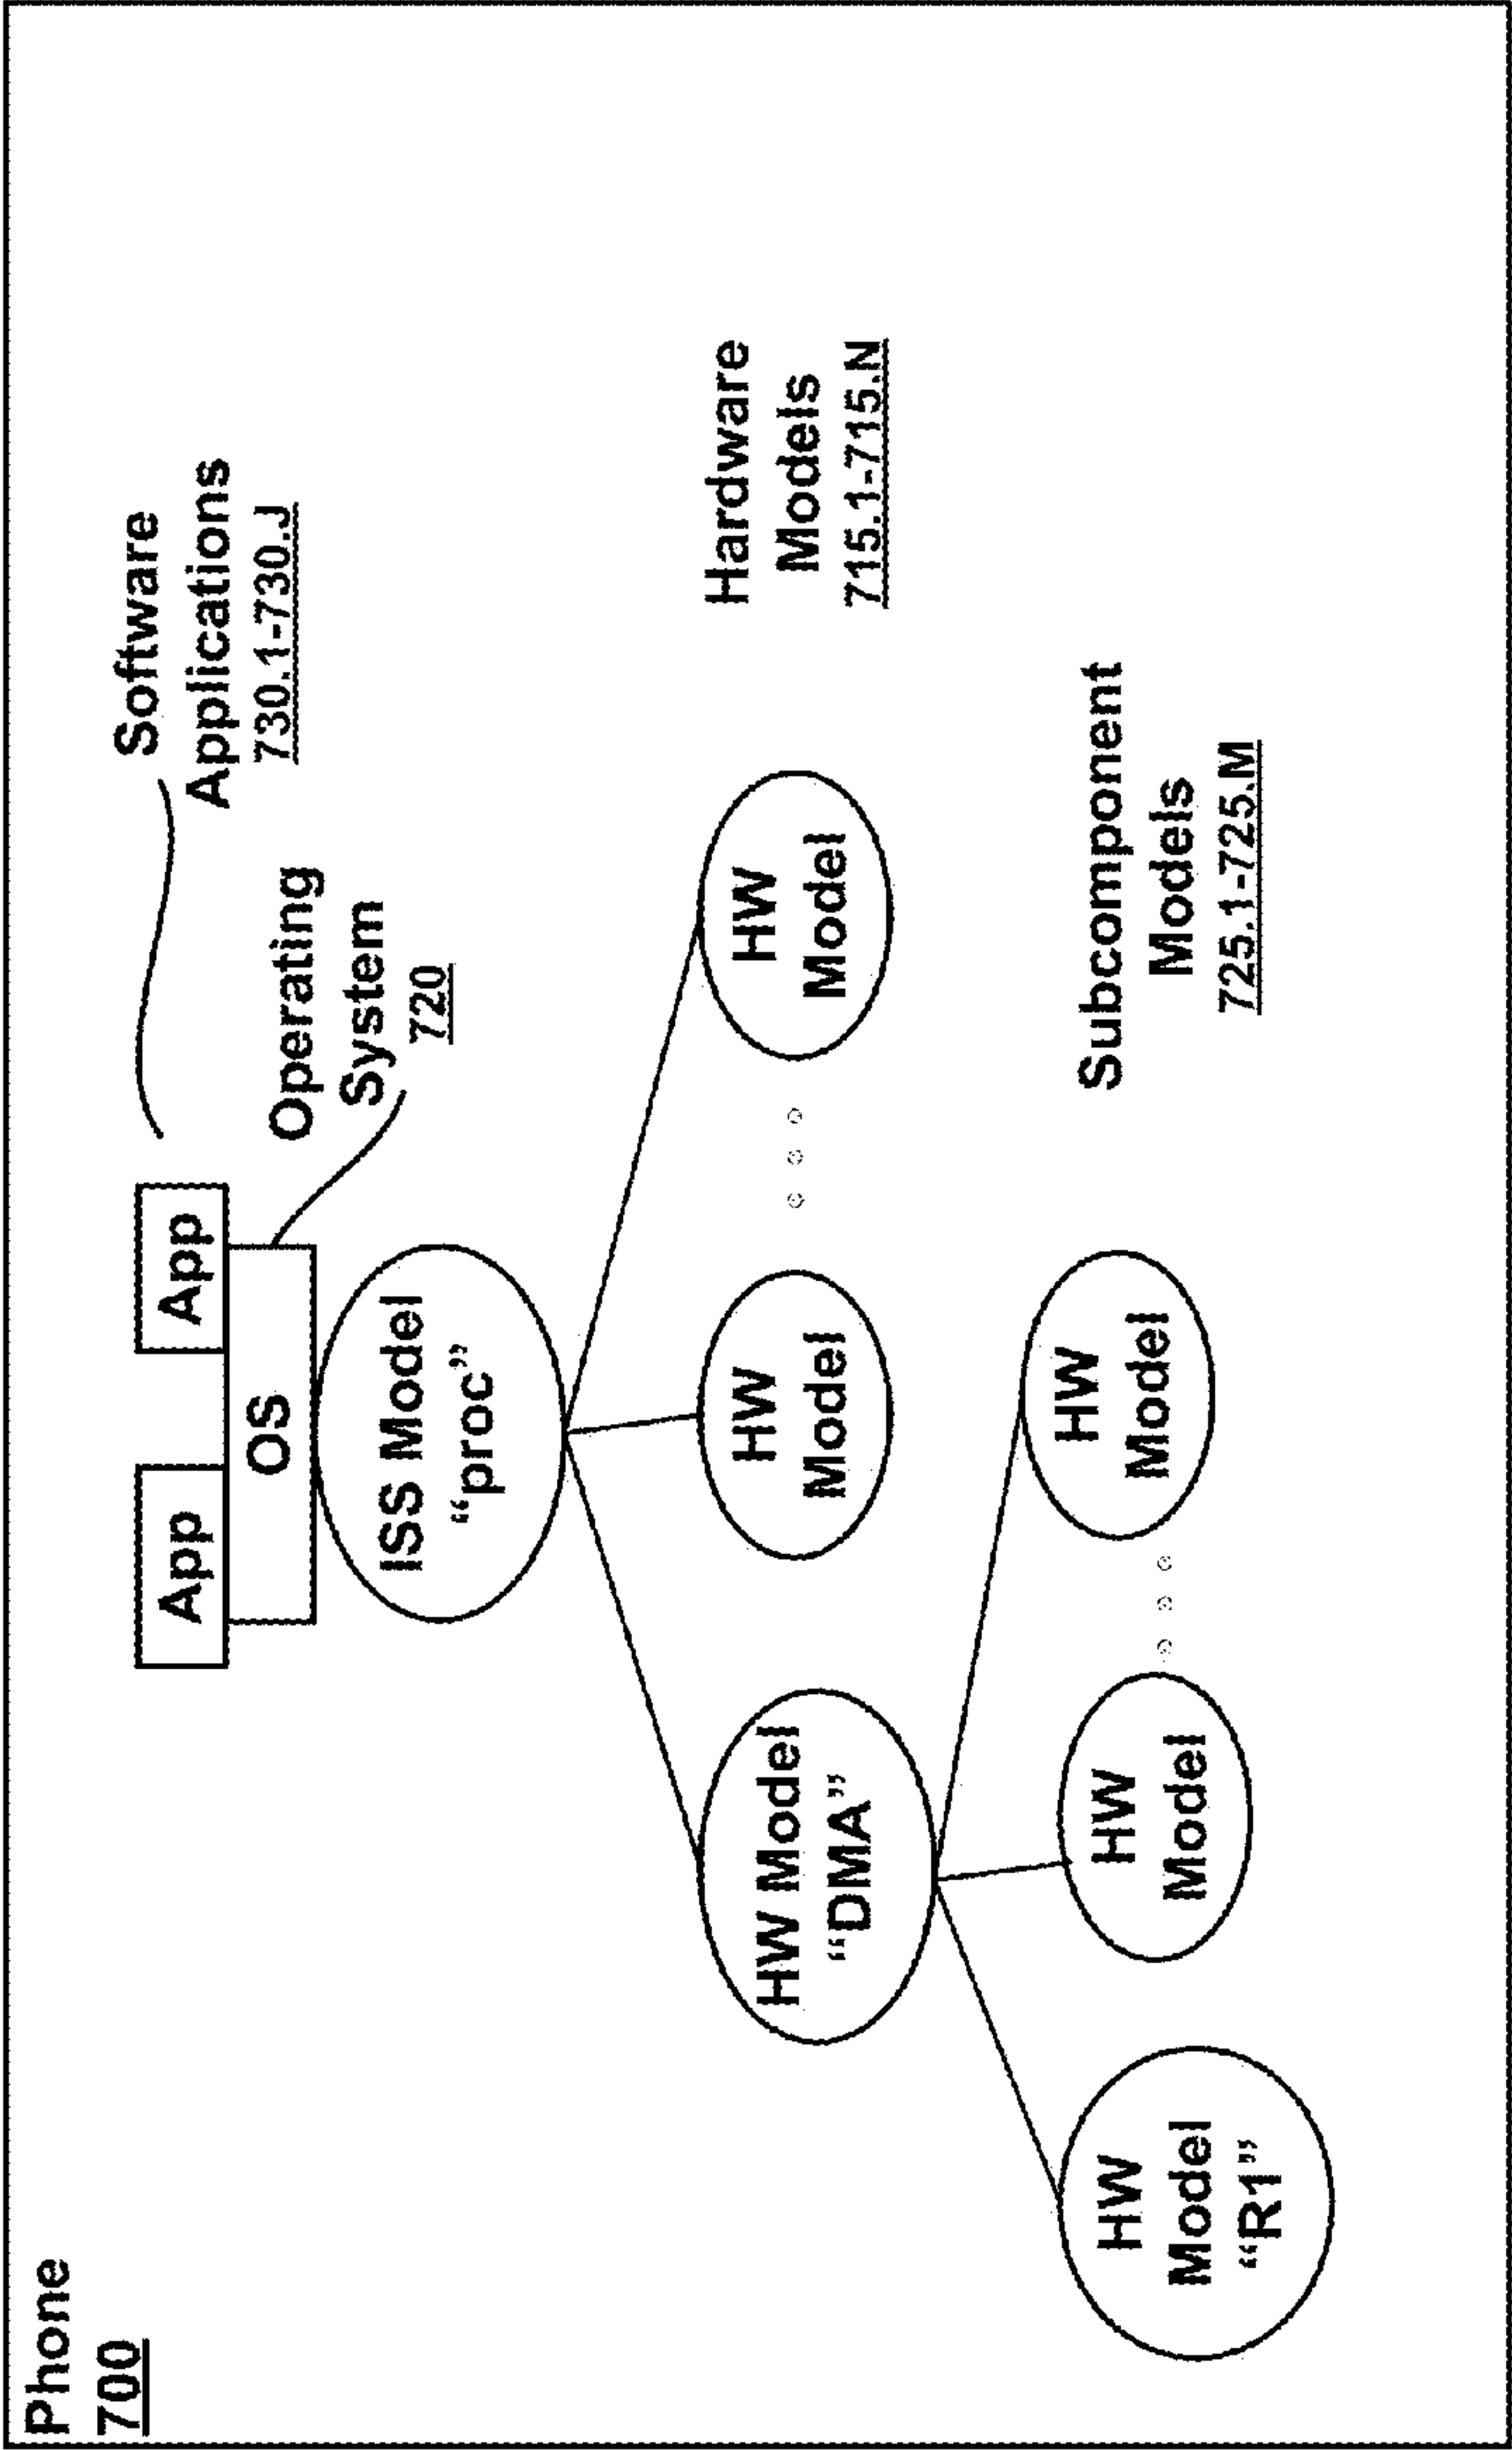 Phone
700
Software
Applications
730.1-730.J
App
App
Operating
System
720
OS
ISS Model
“proc”
Hardware
Models
715.1-715.N
HW Model
“DMA”
HW
Model
HW
Model
Subcomponent
Models
725.1-725.M
HW
Model
“R1”
HW
Model
HW
Model